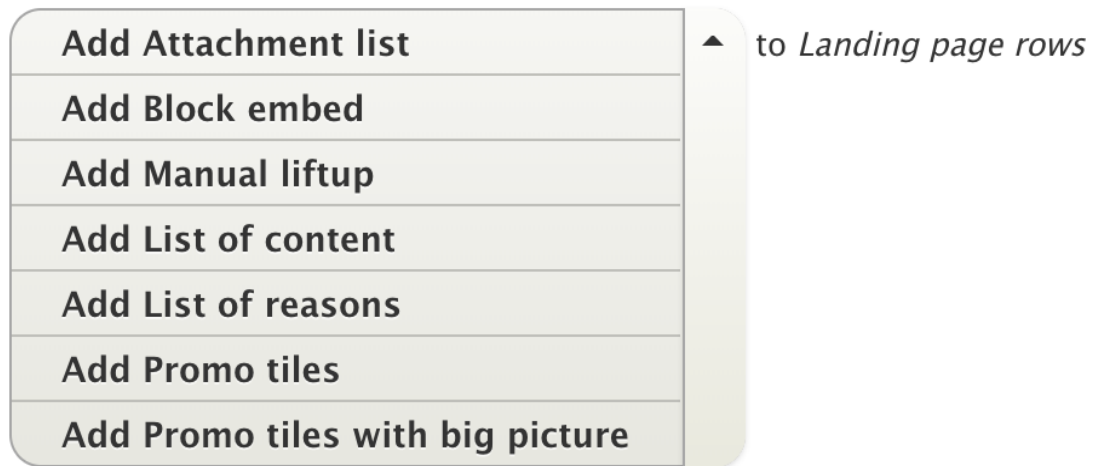 Add Attachment list to Landing page rows
Add Block embed
Add Manual liftup
Add List of content
Add List of reasons
Add Promo tiles
Add Promo tiles with big picture